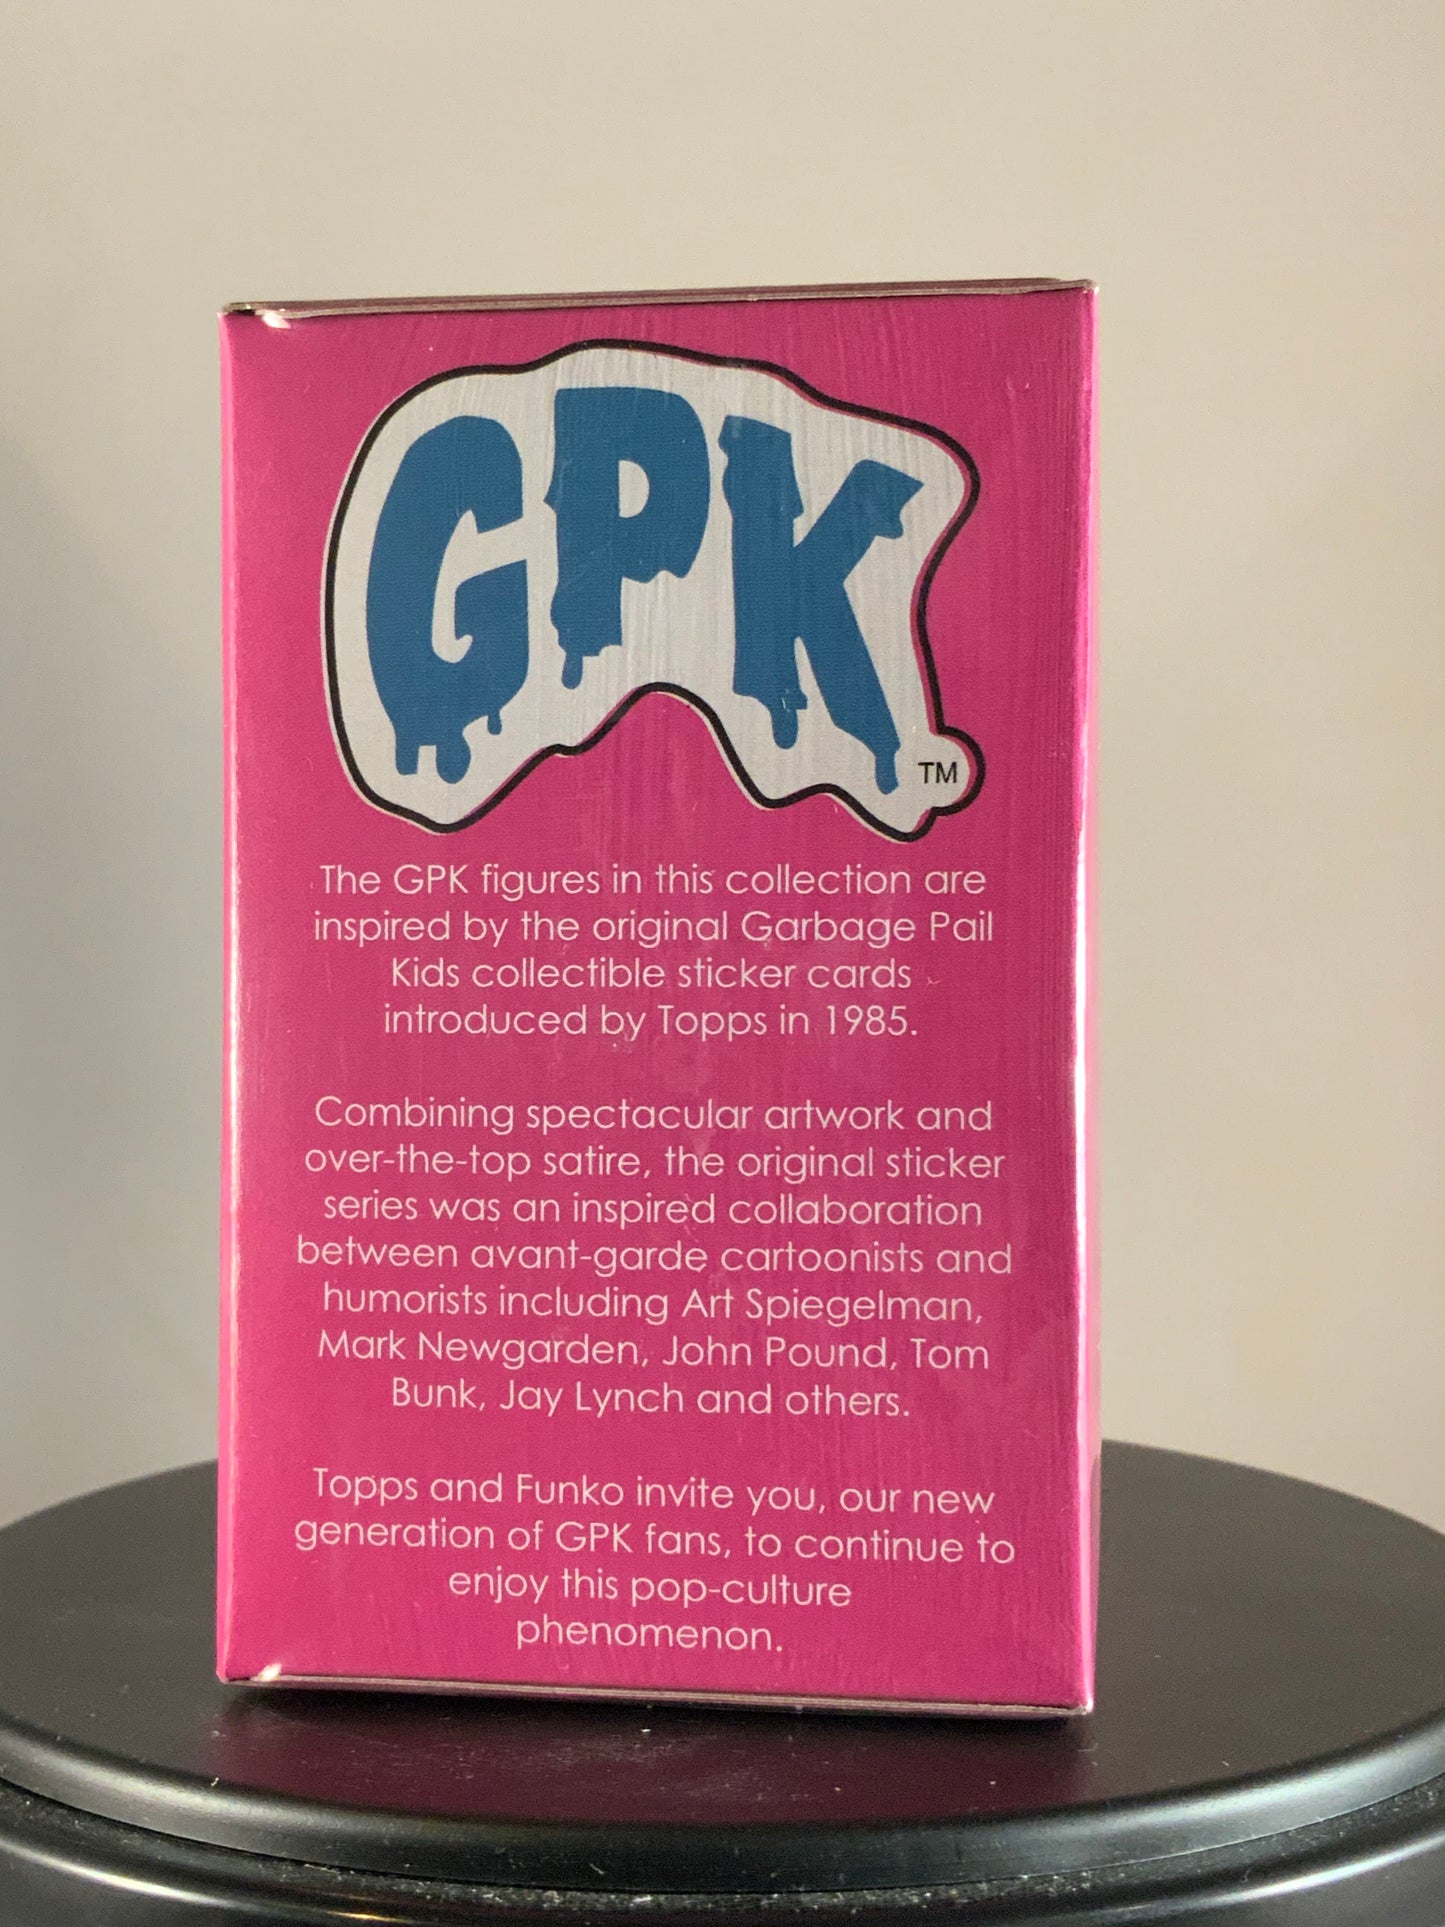 GPK
TM
The GPK figures in this collection are
inspired by the original Garbage Pail
Kids collectible sticker cards
introduced by Topps in 1985.
Combining spectacular artwork and
over-the-top satire, the original sticker
series was an inspired collaboration
between avant-garde cartoonists and
humorists including Art Spiegelman,
Mark Newgarden, John Pound, Tom
Bunk, Jay Lynch and others.
Topps and Funko invite you, our new
generation of GPK fans, to continue to
enjoy this pop-culture
phenomenon.